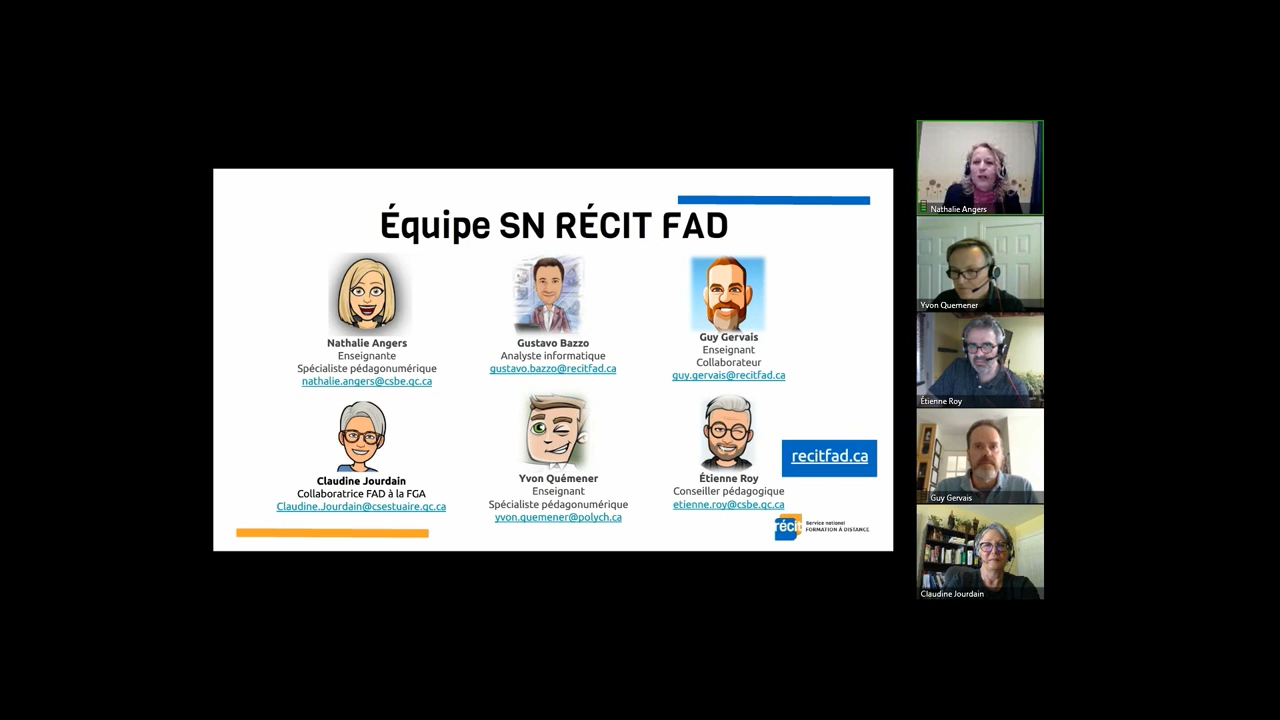 Équipe SN RÉCIT FAD
Nathalie Angers
Enseignante
Spécialiste pédagonumérique
nathalie.angers@csbe.qc.ca
Gustavo Bazzo
Analyste informatique
gustavo.bazzo@recitfad.ca
Guy Gervais
Enseignant
Collaborateur
guy.gervais@recitfad.ca
Claudine Jourdain
Collaboratrice FAD à la FGA
Claudine.Jourdain@csestuaire.qc.ca
Yvon Quémener
Enseignant
Spécialiste pédagonumérique
yvon.quemener@polych.ca
Étienne Roy
Conseiller pédagogique
etienne.roy@csbe.qc.ca
recitfad.ca
récit
Service national
FORMATION À DISTANCE
Nathalie Angers
Yvon Quemener
Étienne Roy
Guy Gervais
Claudine Jourdain